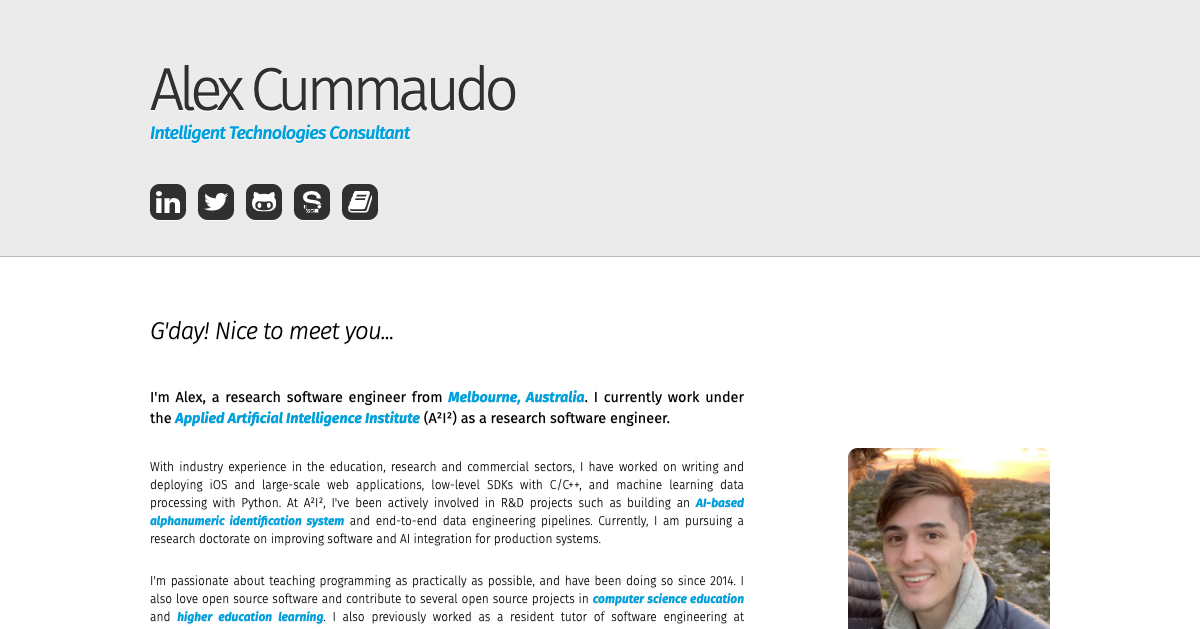 Alex Cummaudo
Intelligent Technologies Consultant
in
G'day! Nice to meet you...
I'm Alex, a research software engineer from Melbourne, Australia. I currently work under
the Applied Artificial Intelligence Institute (A²I²) as a research software engineer.
With industry experience in the education, research and commercial sectors, I have worked on writing and
deploying iOS and large-scale web applications, low-level SDKs with C/C++, and machine learning data
processing with Python. At A²I², I've been actively involved in R&D projects such as building an AI-based
alphanumeric identification system and end-to-end data engineering pipelines. Currently, I am pursuing a
research doctorate on improving software and AI integration for production systems.
I'm passionate about teaching programming as practically as possible, and have been doing so since 2014. I
also love open source software and contribute to several open source projects in computer science education
and higher education learning. I also previously worked as a resident tutor of software engineering at